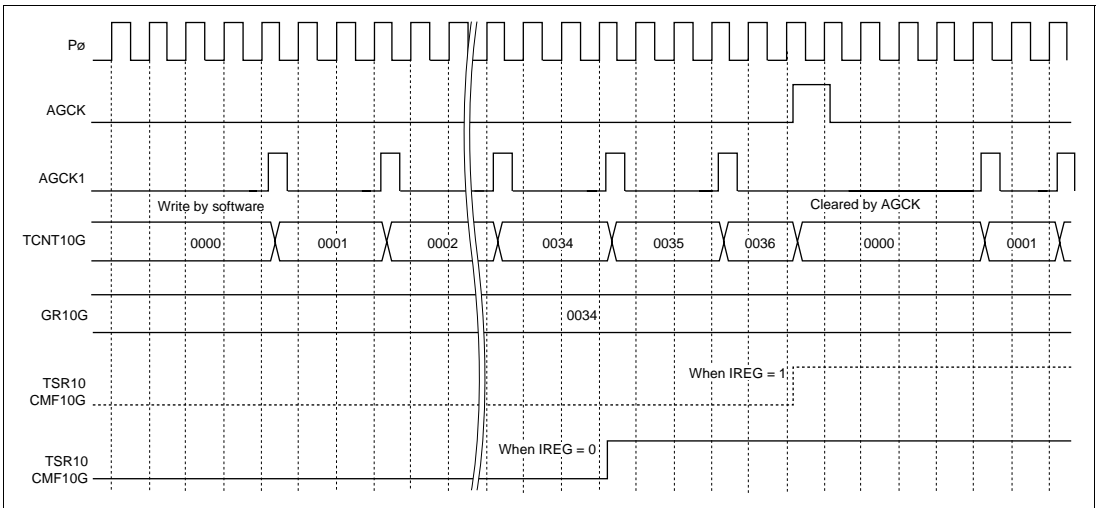 Pø
AGCK
AGCK1
Write by software
Cleared by AGCK
TCNT10G
0000
0001
0002
0034
0035
0036
0000
0001
GR10G
0034
When IREG = 1
TSR10
CMF10G
When IREG = 0
TSR10
CMF10G